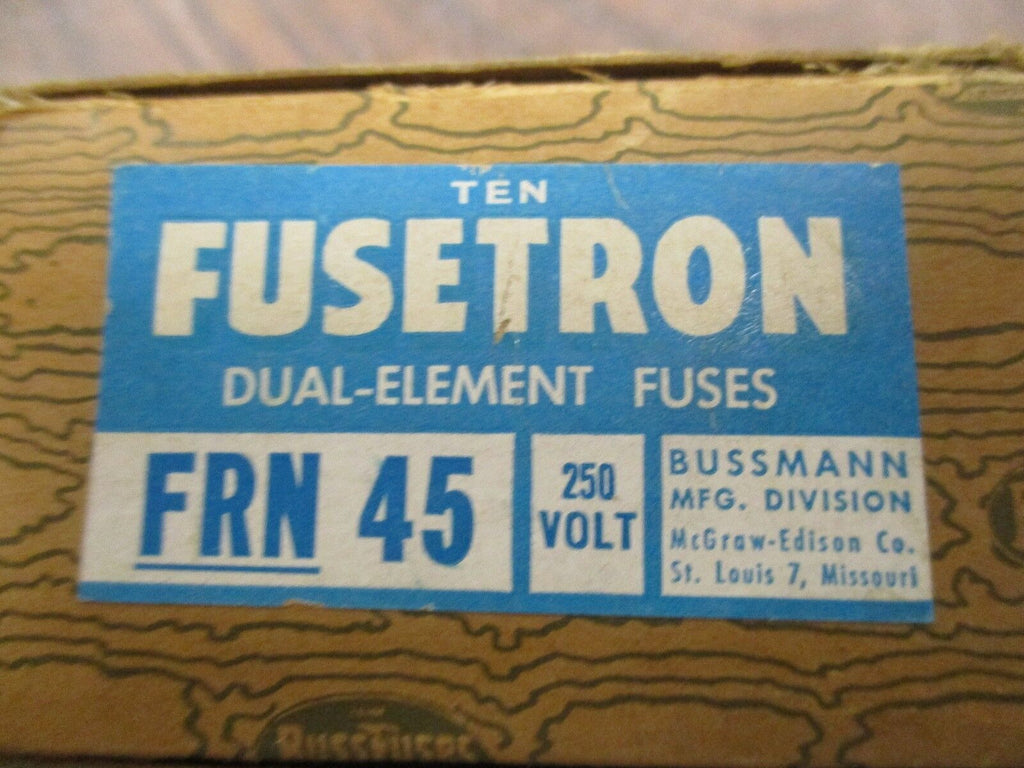 TEN
FUSETRON
DUAL-ELEMENT FUSES
FRN 45
250
VOLT
BUSSMANN
MFG. DIVISION
McGraw-Edison Co.
St. Louis 7, Missouri